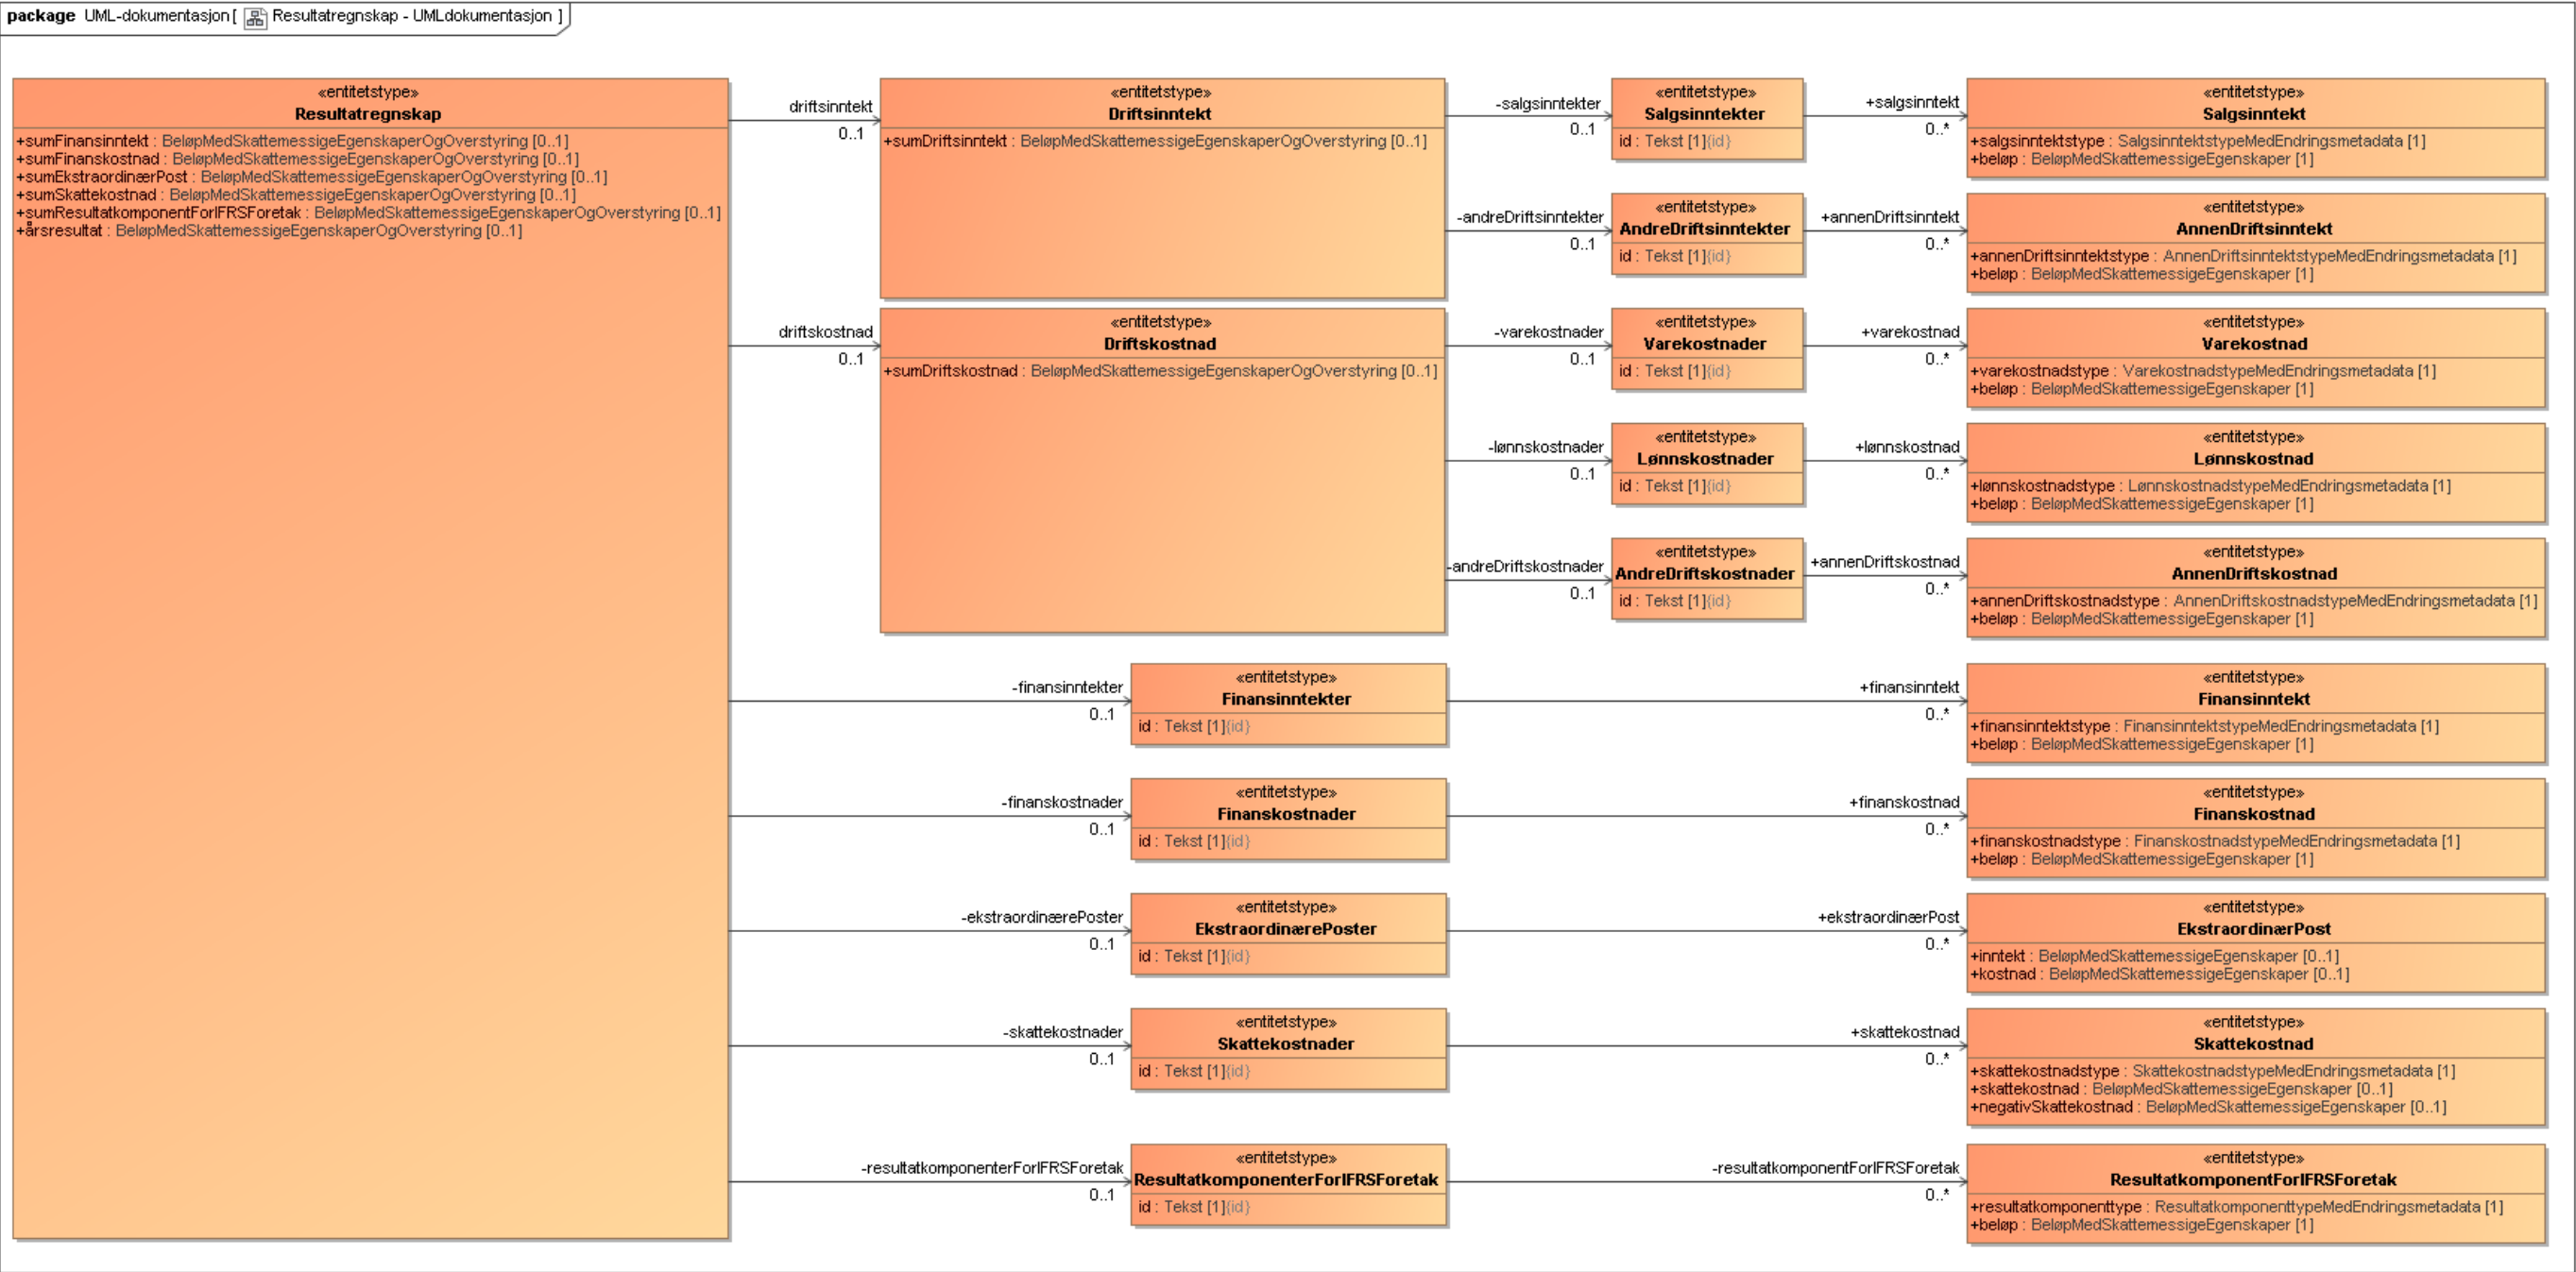 package UML-dokumentasjon[ Resultatregnskap - UMLdokumentasjon ]
«entitetstype»
Resultatregnskap
+sumFinansinntekt : BeløpMedSkattemessigeEgenskaperOgOverstyring [0..1]
+sumFinanskostnad : BeløpMedSkattemessigeEgenskaperOgOverstyring [0..1]
+sumEkstraordinærPost : BeløpMedSkattemessigeEgenskaperOgOverstyring [0..1]
+sumSkattekostnad : BeløpMedSkattemessigeEgenskaperOgOverstyring [0..1]
+sumResultatkomponentForIFRSForetak : BeløpMedSkattemessigeEgenskaperOgOverstyring [0..1]
+årsresultat : BeløpMedSkattemessigeEgenskaperOgOverstyring [0..1]
driftsinntekt
0..1
«entitetstype»
Driftsinntekt
+sumDriftsinntekt : BeløpMedSkattemessigeEgenskaperOgOverstyring [0..1]
-salgsinntekter
0..1
«entitetstype»
Salgsinntekter
id : Tekst [1]{id}
+salgsinntekt
0..*
«entitetstype»
Salgsinntekt
+salgsinntektstype : SalgsinntektstypeMedEndringsmetadata [1]
+beløp : BeløpMedSkattemessigeEgenskaper [1]
-andreDriftsinntekter
0..1
«entitetstype»
AndreDriftsinntekter
id : Tekst [1]{id}
+annenDriftsinntekt
0..*
«entitetstype»
AnnenDriftsinntekt
+annenDriftsinntektstype : AnnenDriftsinntektstypeMedEndringsmetadata [1]
+beløp : BeløpMedSkattemessigeEgenskaper [1]
driftskostnad
0..1
«entitetstype»
Driftskostnad
+sumDriftskostnad : BeløpMedSkattemessigeEgenskaperOgOverstyring [0..1]
-varekostnader
0..1
«entitetstype»
Varekostnader
id : Tekst [1]{id}
+varekostnad
0..*
«entitetstype»
Varekostnad
+varekostnadstype : VarekostnadstypeMedEndringsmetadata [1]
+beløp : BeløpMedSkattemessigeEgenskaper [1]
-lønnskostnader
0..1
«entitetstype»
Lønnskostnader
id : Tekst [1]{id}
+lønnskostnad
0..*
«entitetstype»
Lønnskostnad
+lønnskostnadstype : LønnskostnadstypeMedEndringsmetadata [1]
+beløp : BeløpMedSkattemessigeEgenskaper [1]
-andreDriftskostnader
0..1
«entitetstype»
AndreDriftskostnader
id : Tekst [1]{id}
+annenDriftskostnad
0..*
«entitetstype»
AnnenDriftskostnad
+annenDriftskostnadstype : AnnenDriftskostnadstypeMedEndringsmetadata [1]
+beløp : BeløpMedSkattemessigeEgenskaper [1]
-finansinntekter
0..1
«entitetstype»
Finansinntekter
id : Tekst [1]{id}
+finansinntekt
0..*
«entitetstype»
Finansinntekt
+finansinntektstype : FinansinntektstypeMedEndringsmetadata [1]
+beløp : BeløpMedSkattemessigeEgenskaper [1]
-finanskostnader
0..1
«entitetstype»
Finanskostnader
id : Tekst [1]{id}
+finanskostnad
0..*
«entitetstype»
Finanskostnad
+finanskostnadstype : FinanskostnadstypeMedEndringsmetadata [1]
+beløp : BeløpMedSkattemessigeEgenskaper [1]
-ekstraordinærePoster
0..1
«entitetstype»
EkstraordinærePoster
id : Tekst [1]{id}
+ekstraordinærPost
0..*
«entitetstype»
EkstraordinærPost
+inntekt : BeløpMedSkattemessigeEgenskaper [0..1]
+kostnad : BeløpMedSkattemessigeEgenskaper [0..1]
-skattekostnader
0..1
«entitetstype»
Skattekostnader
id : Tekst [1]{id}
+skattekostnad
0..*
«entitetstype»
Skattekostnad
+skattekostnadstype : SkattekostnadstypeMedEndringsmetadata [1]
+skattekostnad : BeløpMedSkattemessigeEgenskaper [0..1]
+negativSkattekostnad : BeløpMedSkattemessigeEgenskaper [0..1]
-resultatkomponenterForIFRSForetak
0..1
«entitetstype»
ResultatkomponenterForIFRSForetak
id : Tekst [1]{id}
-resultatkomponentForIFRSForetak
0..*
«entitetstype»
ResultatkomponentForIFRSForetak
+resultatkomponenttype : ResultatkomponenttypeMedEndringsmetadata [1]
+beløp : BeløpMedSkattemessigeEgenskaper [1]